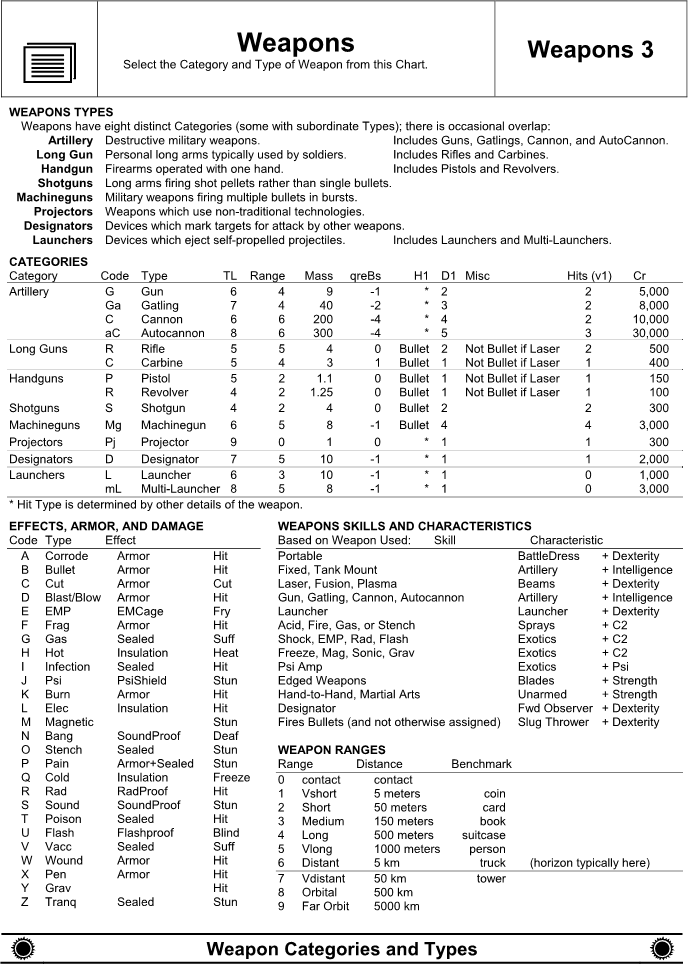 Weapons
Select the Category and Type of Weapon from this Chart.
Weapons 3
WEAPONS TYPES
Weapons have eight distinct Categories (some with subordinate Types); there is occasional overlap:
Artillery Destructive military weapons. Includes Guns, Gatlings, Cannon, and AutoCannon.
Long Gun Personal long arms typically used by soldiers. Includes Rifles and Carbines.
Handgun Firearms operated with one hand. Includes Pistols and Revolvers.
Shotguns Long arms firing shot pellets rather than single bullets.
Machineguns Military weapons firing multiple bullets in bursts.
Projectors Weapons which use non-traditional technologies.
Designators Devices which mark targets for attack by other weapons.
Launchers Devices which eject self-propelled projectiles. Includes Launchers and Multi-Launchers.
CATEGORIES
Category Code Type TL Range Mass qreBs H1 D1 Misc Hits (v1) Cr
Artillery G Gun 6 4 9 -1 * 2 2 5,000
Ga Gatling 7 4 40 -2 * 3 2 8,000
C Cannon 6 6 200 -4 * 4 2 10,000
aC Autocannon 8 6 300 -4 * 5 3 30,000
Long Guns R Rifle 5 5 4 0 Bullet 2 Not Bullet if Laser 2 500
C Carbine 5 4 3 1 Bullet 1 Not Bullet if Laser 1 400
Handguns P Pistol 5 2 1.1 0 Bullet 1 Not Bullet if Laser 1 150
R Revolver 4 2 1.25 0 Bullet 1 Not Bullet if Laser 1 100
Shotguns S Shotgun 4 2 4 0 Bullet 2 2 300
Machineguns Mg Machinegun 6 5 8 -1 Bullet 4 4 3,000
Projectors Pj Projector 9 0 1 0 * 1 1 300
Designators D Designator 7 5 10 -1 * 1 1 2,000
Launchers L Launcher 6 3 10 -1 * 1 0 1,000
mL Multi-Launcher 8 5 8 -1 * 1 0 3,000
* Hit Type is determined by other details of the weapon.
EFFECTS, ARMOR, AND DAMAGE
Code Type Effect
A Corrode Armor Hit
B Bullet Armor Hit
C Cut Armor Cut
D Blast/Blow Armor Hit
E EMP EMCage Fry
F Frag Armor Hit
G Gas Sealed Suff
H Hot Insulation Heat
I Infection Sealed Hit
J Psi PsiShield Stun
K Burn Armor Hit
L Elec Insulation Hit
M Magnetic Stun
N Bang SoundProof Deaf
O Stench Sealed Stun
P Pain Armor+Sealed Stun
Q Cold Insulation Freeze
R Rad RadProof Hit
S Sound SoundProof Stun
T Poison Sealed Hit
U Flash Flashproof Blind
V Vacc Sealed Suff
W Wound Armor Hit
X Pen Armor Hit
Y Grav Hit
Z Tranq Sealed Stun
WEAPONS SKILLS AND CHARACTERISTICS
Based on Weapon Used: Skill Characteristic
Portable BattleDress + Dexterity
Fixed, Tank Mount Artillery + Intelligence
Laser, Fusion, Plasma Beams + Dexterity
Gun, Gatling, Cannon, Autocannon Artillery + Intelligence
Launcher Launcher + Dexterity
Acid, Fire, Gas, or Stench Sprays + C2
Shock, EMP, Rad, Flash Exotics + C2
Freeze, Mag, Sonic, Grav Exotics + C2
Psi Amp Exotics + Psi
Edged Weapons Blades + Strength
Hand-to-Hand, Martial Arts Unarmed + Strength
Designator Fwd Observer + Dexterity
Fires Bullets (and not otherwise assigned) Slug Thrower + Dexterity
WEAPON RANGES
Range Distance Benchmark
0 contact contact
1 Vshort 5 meters coin
2 Short 50 meters card
3 Medium 150 meters book
4 Long 500 meters suitcase
5 Vlong 1000 meters person
6 Distant 5 km truck (horizon typically here)
7 Vdistant 50 km tower
8 Orbital 500 km
9 Far Orbit 5000 km
Weapon Categories and Types